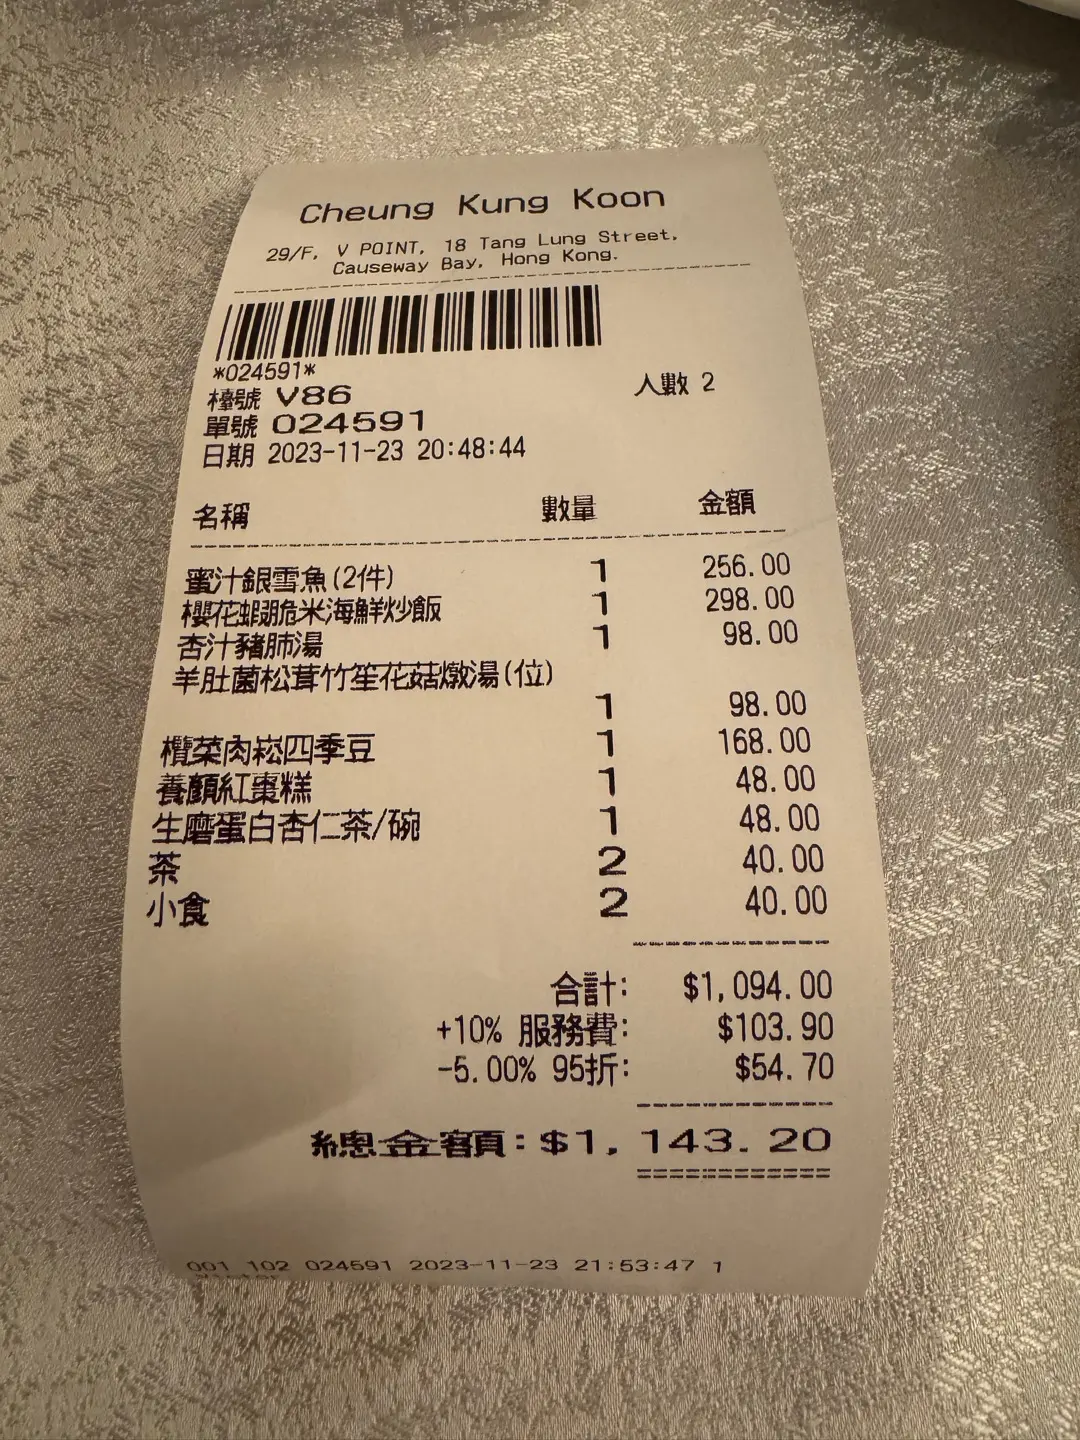 Cheung Kung Koon
29/F, V POINT, 18 Tang Lung Street,
Causeway Bay, Hong Kong.
*024591*
檯號 V86 人數 2
單號 024591
日期 2023-11-23 20:48:44
名稱 數量 金額
蜜汁銀雪魚(2件) 1 256.00
櫻花蝦脆米海鮮炒飯 1 298.00
杏汁豬肺湯 1 98.00
羊肚菌松茸竹笙花菇燉湯(位)
1 98.00
欖菜肉崧四季豆 1 168.00
養顏紅棗糕 1 48.00
生磨蛋白杏仁茶/碗 1 48.00
茶 2 40.00
小食 2 40.00
合計: $1,094.00
+10% 服務費: $103.90
-5.00% 95折: $54.70
總金額: $1,143.20
001 102 024591 2023-11-23 21:53:47 1